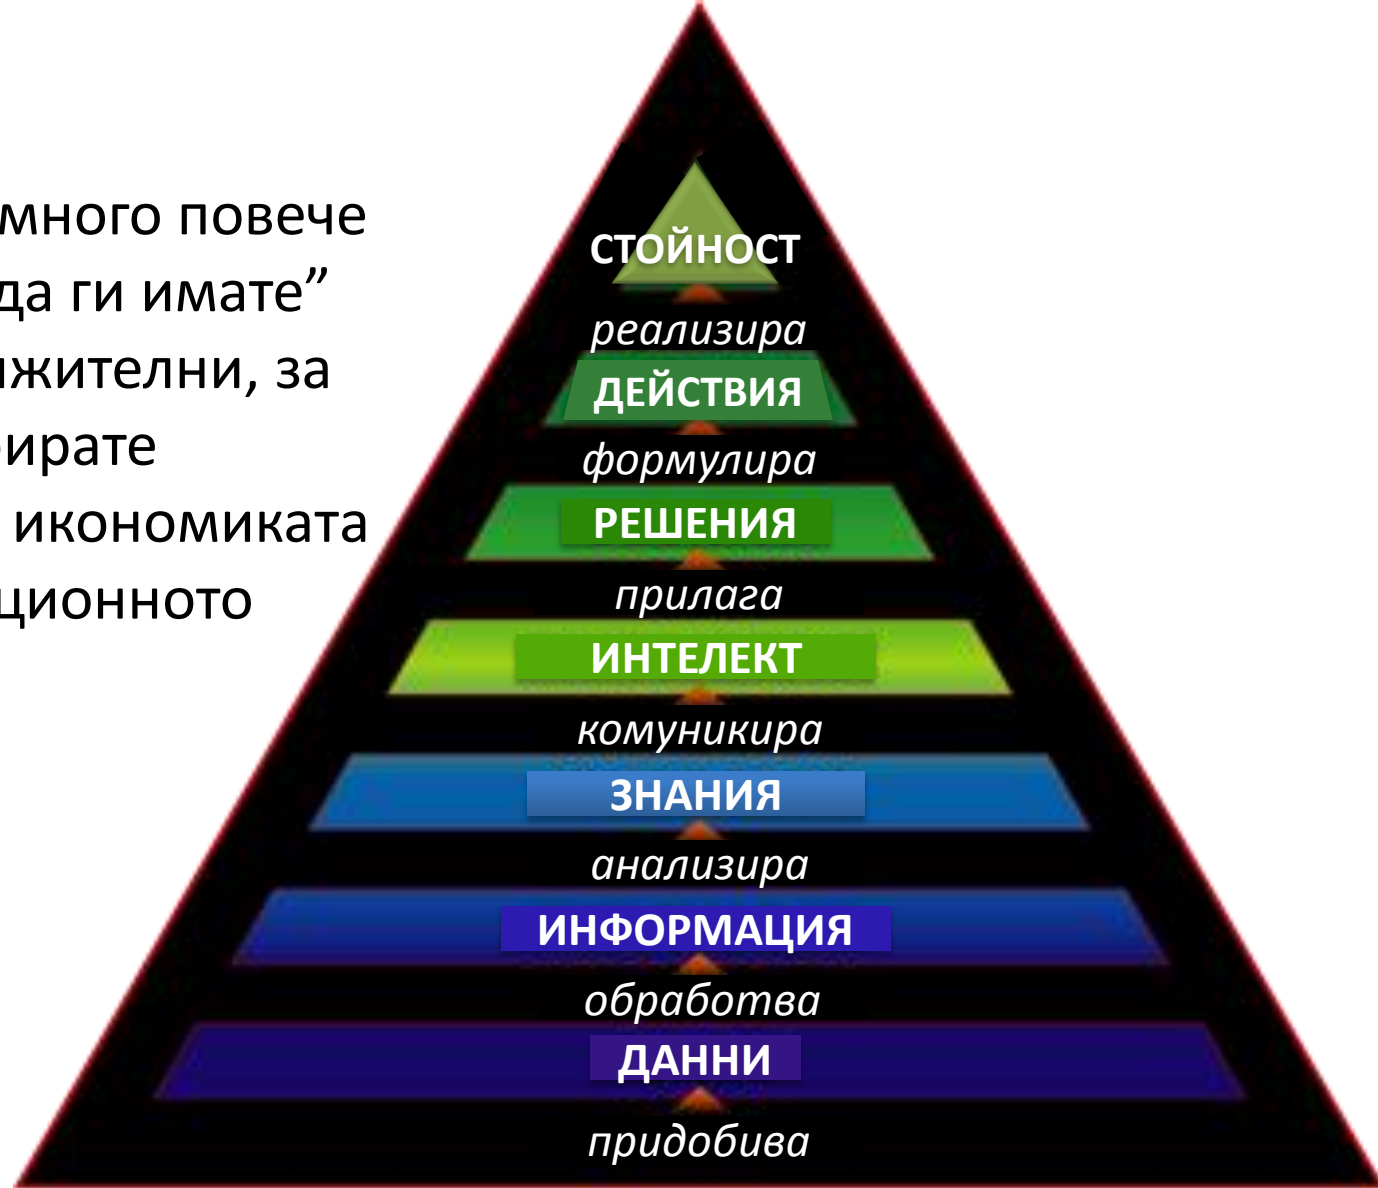 много повече
да ги имате”
жителни, за
ирате
икономиката
ционното
СТОЙНОСТ
реализира
ДЕЙСТВИЯ
формулира
РЕШЕНИЯ
прилага
ИНТЕЛЕКТ
комуникира
ЗНАНИЯ
анализира
ИНФОРМАЦИЯ
обработва
ДАННИ
придобива